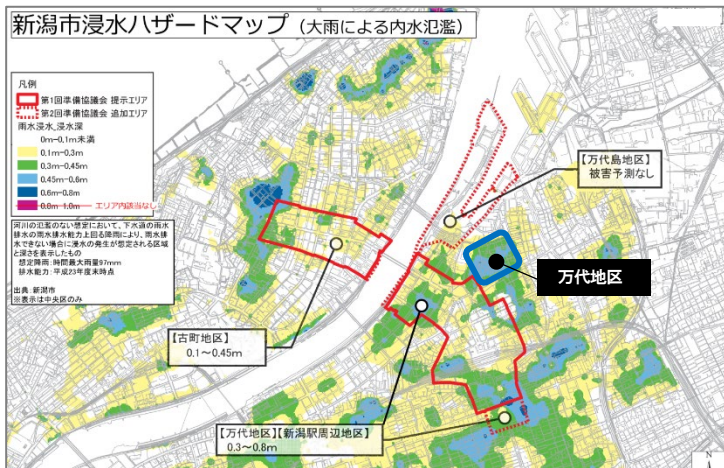 新潟市浸水ハザードマップ（大雨による内水氾濫）
凡例
第1回準備協議会 提示エリア
第2回準備協議会 追加エリア
雨水浸水_浸水深
0m-0.1m未満
0.1m-0.3m
0.3m-0.45m
0.45m-0.6m
0.6m-0.8m
0.8m-1.0m エリア内該当なし
河川の氾濫のない想定において、下水道の雨水
排水の雨水排水能力上回る降雨により、雨水排
水できない場合に浸水の発生が想定される区域
と深さを表示したもの
想定降雨：時間最大雨量97mm
排水能力：平成23年度末時点
出典：新潟市
※表示は中央区のみ
【万代島地区】
被害予測なし
万代地区
【古町地区】
0.1～0.45m
【万代地区】【新潟駅周辺地区】
0.3～0.8m
N